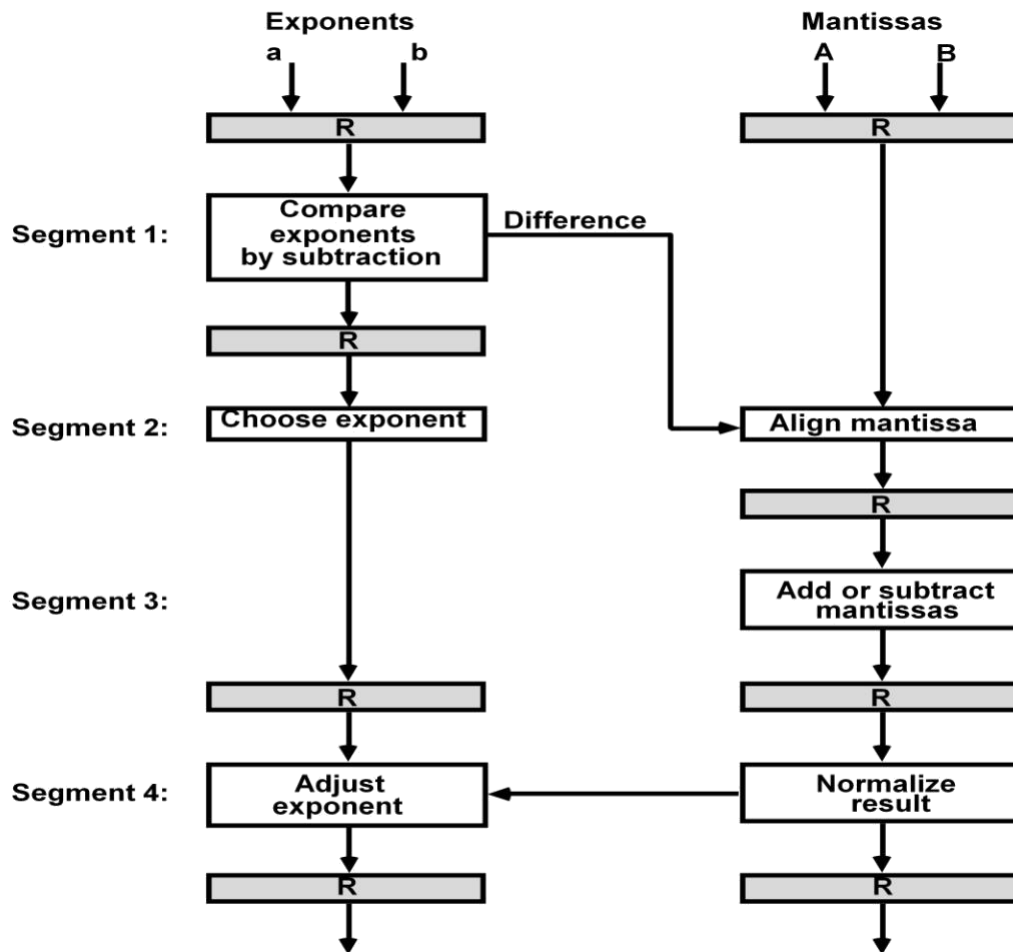 Exponents
a b
Mantissas
A B
R
R
Segment 1:
Compare
exponents
by subtraction
Difference
R
Segment 2:
Choose exponent
Align mantissa
R
Segment 3:
Add or subtract
mantissas
R
R
Segment 4:
Adjust
exponent
Normalize
result
R
R